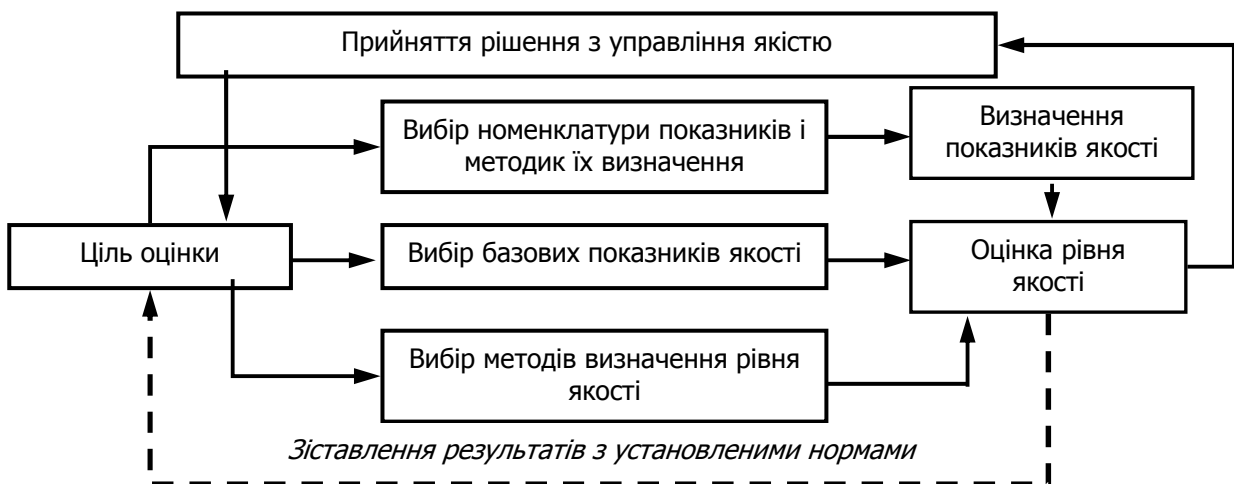 Прийняття рішення з управління якістю
Вибір номенклатури показників і
методик їх визначення
Визначення
показників якості
Ціль оцінки
Вибір базових показників якості
Оцінка рівня
якості
Вибір методів визначення рівня
якості
Зіставлення результатів з установленими нормами